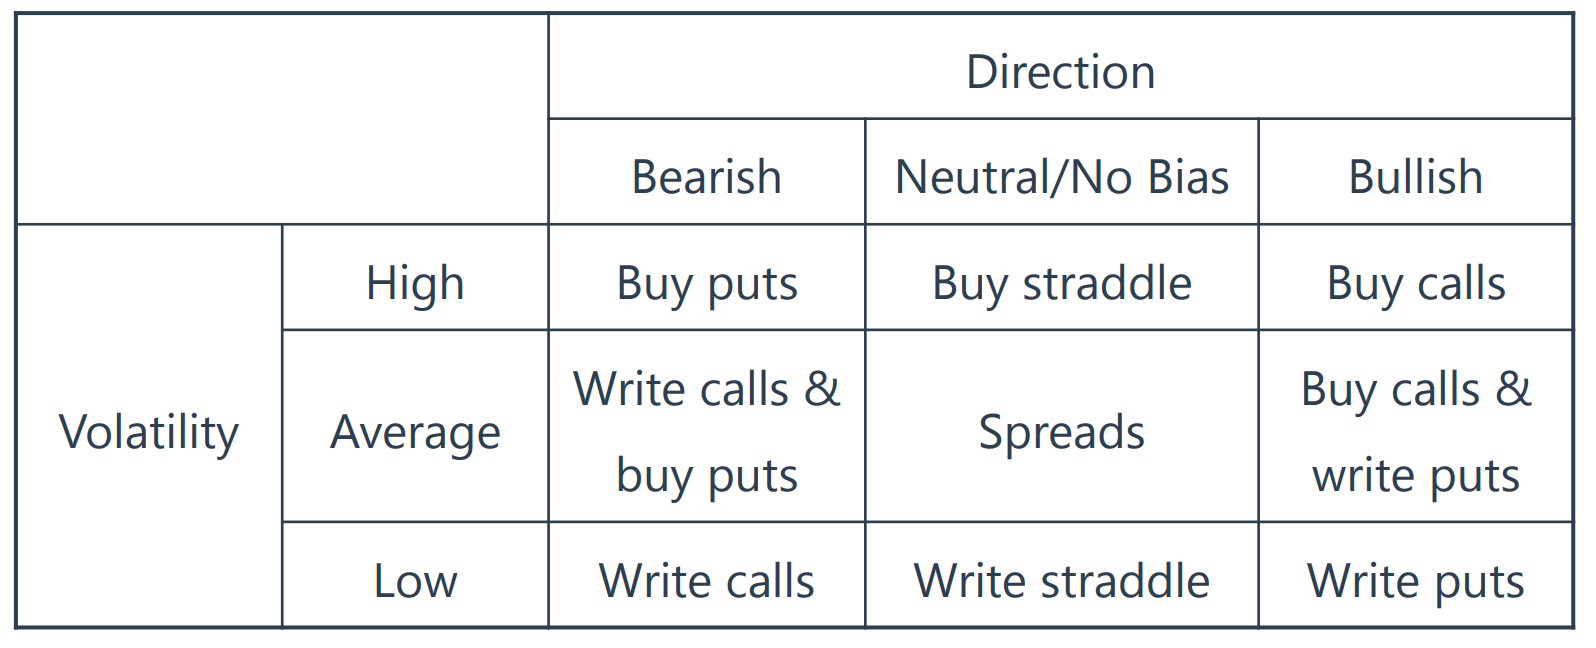 Direction
Bearish
Neutral/No Bias
Bullish
Volatility
High
Buy puts
Buy straddle
Buy calls
Average
Write calls &
buy puts
Spreads
Buy calls &
write puts
Low
Write calls
Write straddle
Write puts